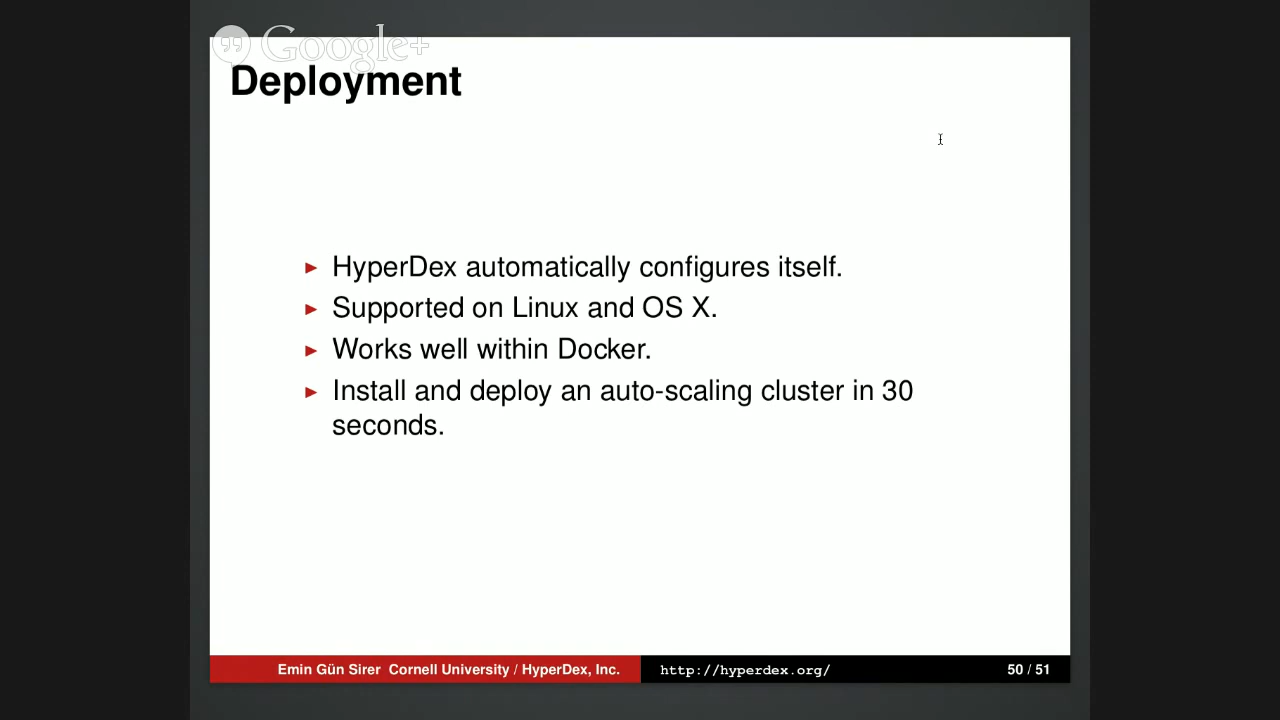 Google+
Deployment
► HyperDex automatically configures itself.
► Supported on Linux and OS X.
► Works well within Docker.
► Install and deploy an auto-scaling cluster in 30
seconds.
Emin Gün Sirer Cornell University / HyperDex, Inc. http://hyperdex.org/ 50 / 51